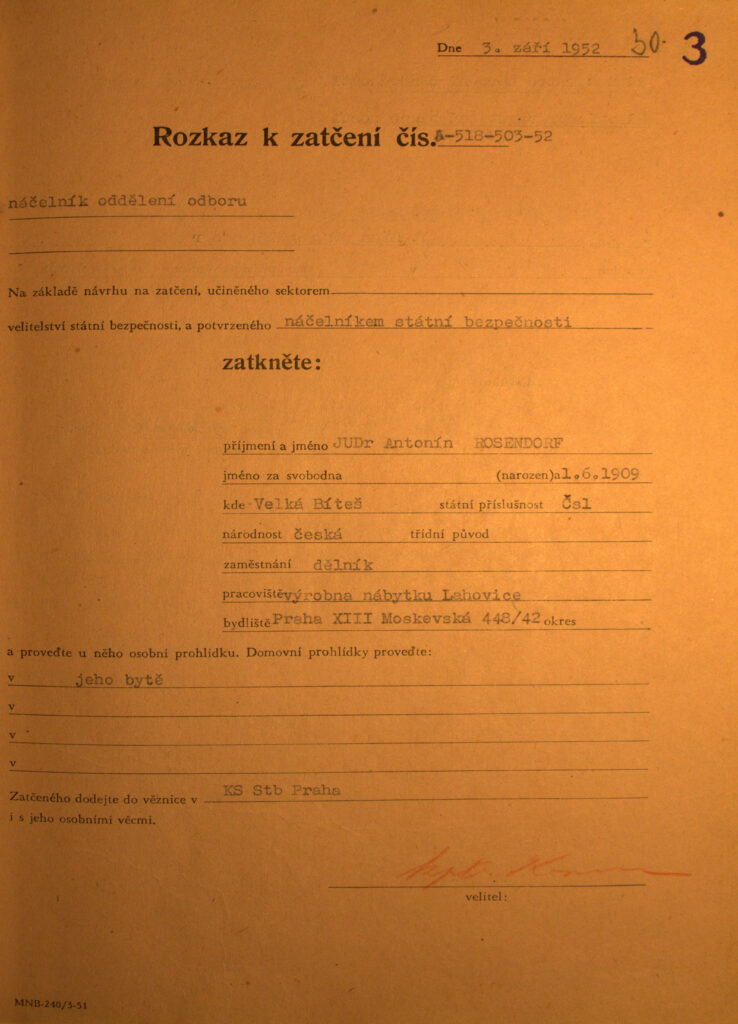 Dne 3. září 1952 30. 3
Rozkaz k zatčení čís. A-518-503-52
náčelník oddělení odboru
Na základě návrhu na zatčení, učiněného sektorem
velitelství státní bezpečnosti, a potvrzeného náčelníkem státní bezpečnosti
zatkněte:
příjmení a jméno JUDr Antonín ROSENDORF
jméno za svobodna (narozen)a 1.6.1909
kde Velká Bíteš státní příslušnost Čsl
národnost česká třídní původ
zaměstnání dělník
pracoviště výrobna nábytku Lahovice
bydliště Praha XIII Moskevská 448/42 okres
a proveďte u něho osobní prohlídku. Domovní prohlídky proveďte:
v jeho bytě
v
v
v
Zatčeného dodejte do věznice v KS Stb Praha
i s jeho osobními věcmi.
kpt.
velitel:
MNB-240/3-51